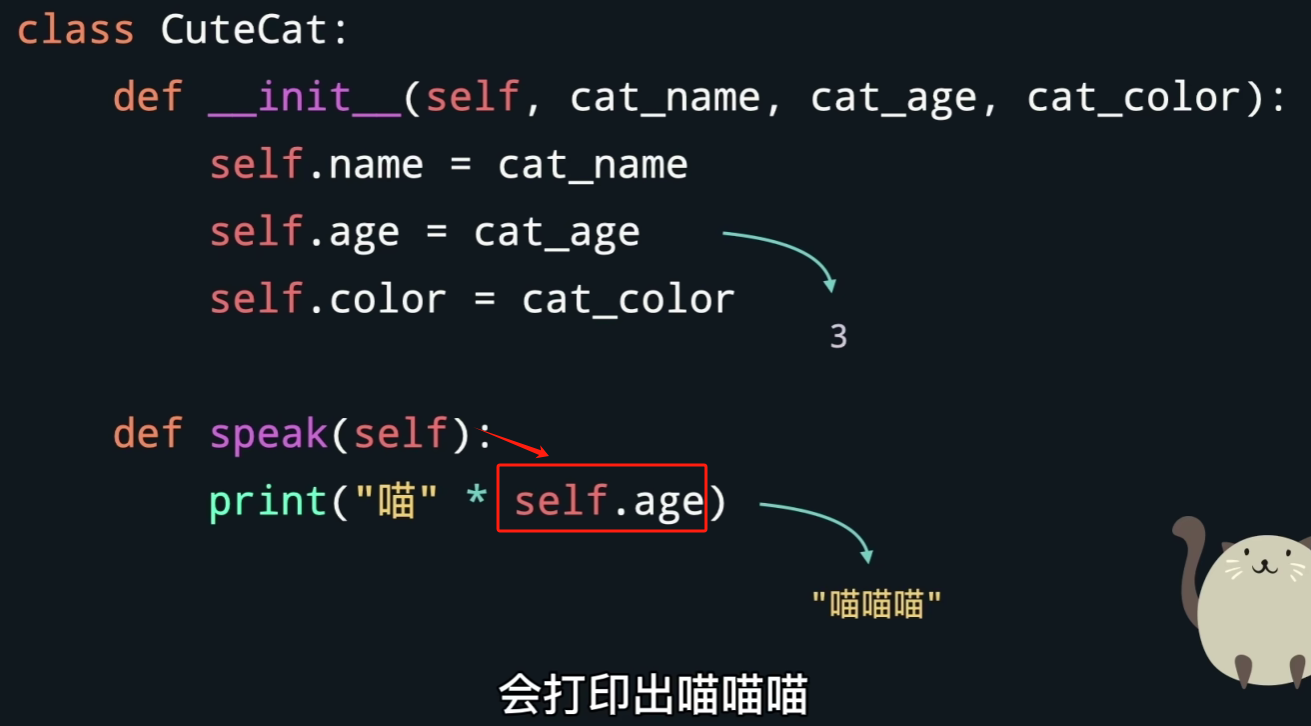 class CuteCat:
    def __init__(self, cat_name, cat_age, cat_color):
        self.name = cat_name
        self.age = cat_age
        self.color = cat_color
3
    def speak(self):
        print("喵" * self.age)
"喵喵喵"
会打印出喵喵喵